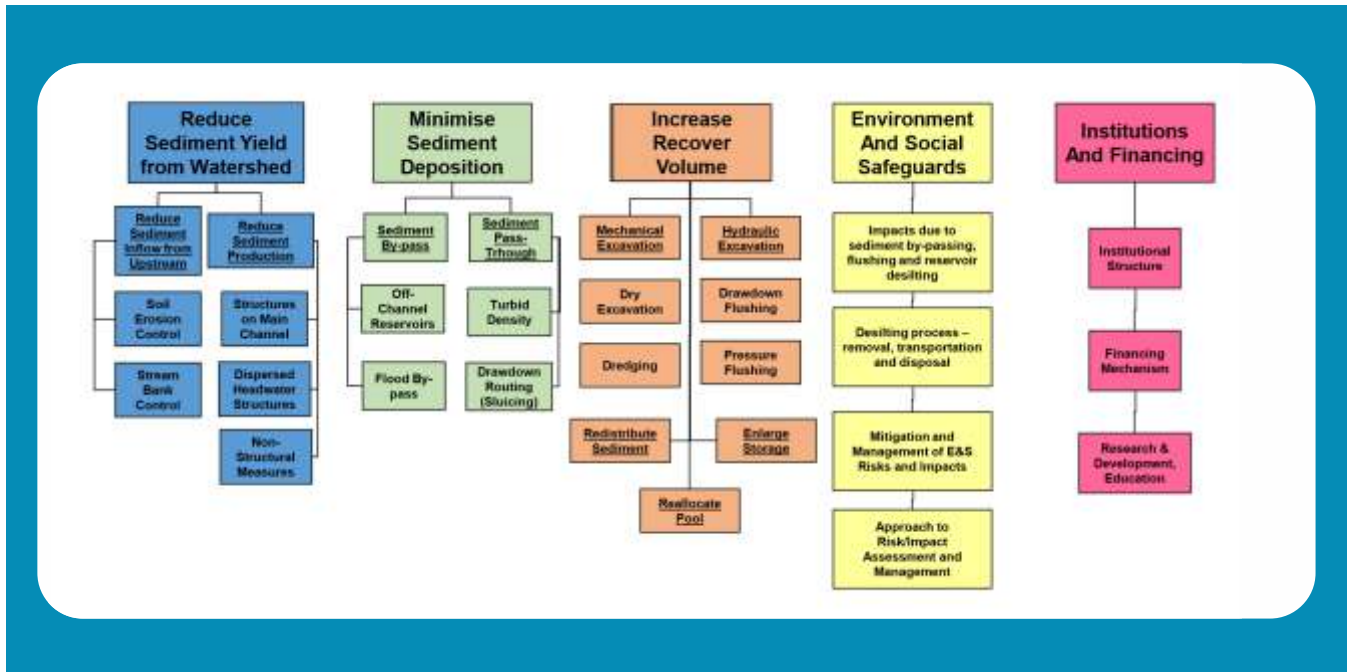 Reduce
Sediment Yield
from Watershed
Reduce
Sediment
Inflow from
Upstream
Soil
Erosion
Control
Stream
Bank
Control
Reduce
Sediment
Production
Structures
on Main
Channel
Dispersed
Headwater
Structures
Non-
Structural
Measures
Minimise
Sediment
Deposition
Sediment
By-pass
Off-
Channel
Reservoirs
Flood By-
pass
Sediment
Pass-
Trhough
Turbid
Density
Drawdown
Routing
(Sluicing)
Increase
Recover
Volume
Mechanical
Excavation
Dry
Excavation
Dredging
Hydraulic
Excavation
Drawdown
Flushing
Pressure
Flushing
Redistribute
Sediment
Enlarge
Storage
Reallocate
Pool
Environment
And Social
Safeguards
Impacts due to
sediment by-passing,
flushing and reservoir
desilting
Desilting process –
removal, transportation
and disposal
Mitigation and
Management of E&S
Risks and Impacts
Approach to
Risk/Impact
Assessment and
Management
Institutions
And Financing
Institutional
Structure
Financing
Mechanism
Research &
Development,
Education